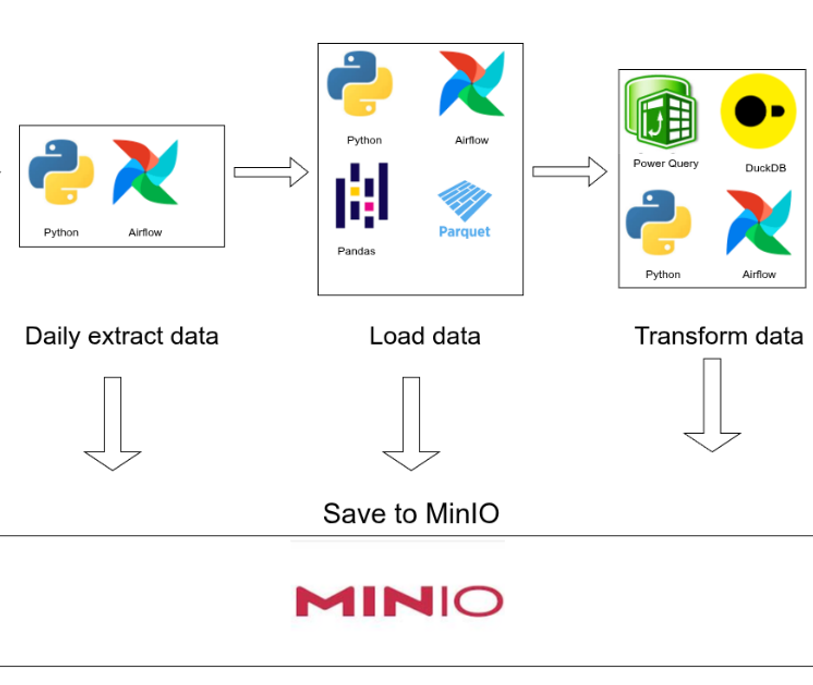 Python
Airflow
Python
Airflow
Pandas
Parquet
Power Query
DuckDB
Python
Airflow
Daily extract data
Load data
Transform data
Save to MinIO
MINIO